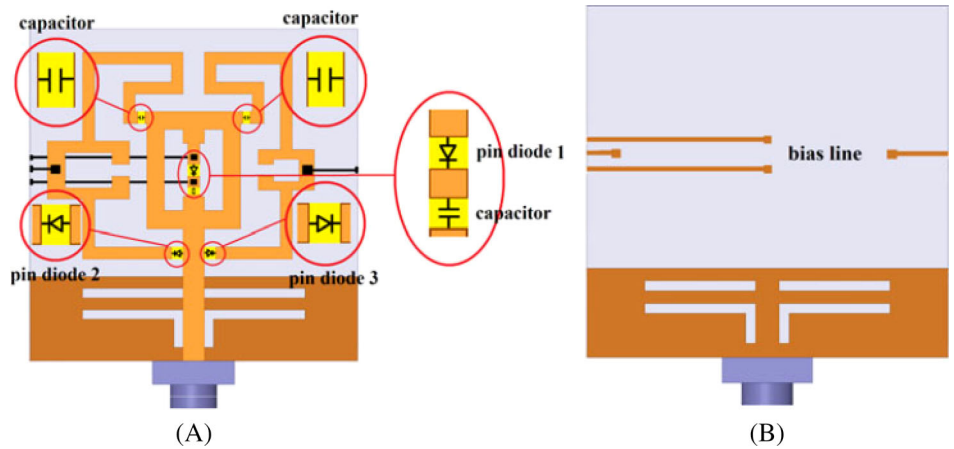 capacitor
capacitor
pin diode 1
capacitor
pin diode 2
pin diode 3
bias line
(A)
(B)